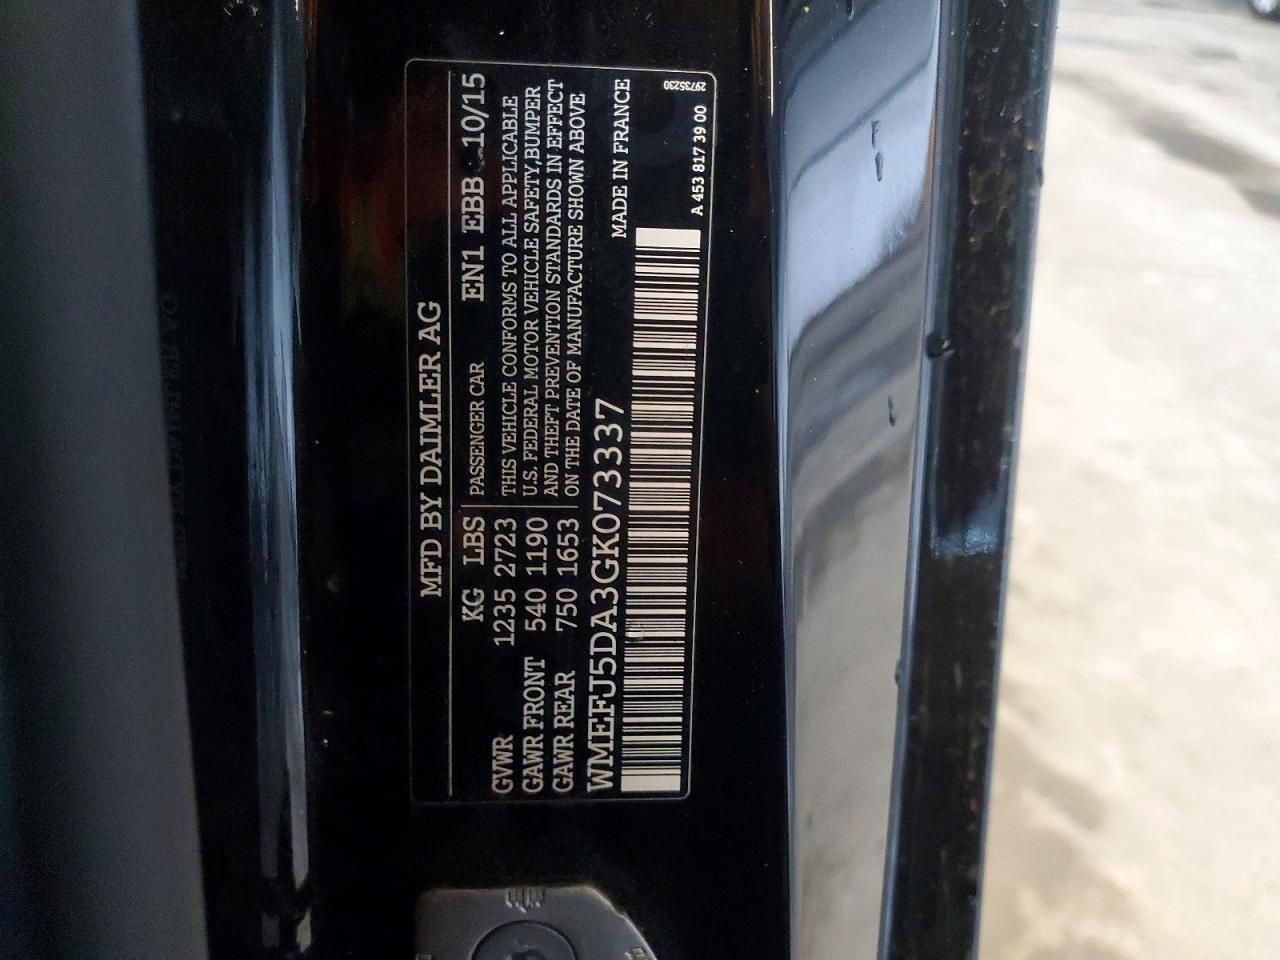 MFD BY DAIMLER AG
KG LBS PASSENGER CAR EN1 EBB 10/15
GVWR 1235 2723 THIS VEHICLE CONFORMS TO ALL APPLICABLE
GAWR FRONT 540 1190 U.S. FEDERAL MOTOR VEHICLE SAFETY,BUMPER
GAWR REAR 750 1653 AND THEFT PREVENTION STANDARDS IN EFFECT
ON THE DATE OF MANUFACTURE SHOWN ABOVE
WMEFJ5DA3GK073337 MADE IN FRANCE
A 453 817 39 00
29735230